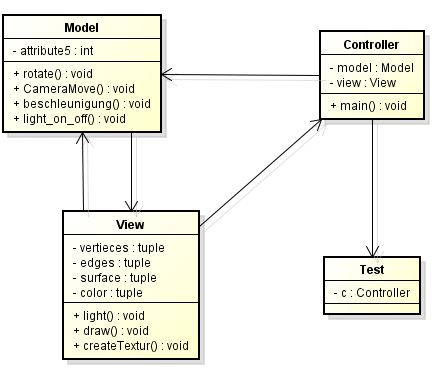 Model
- attribute5 : int
+ rotate() : void
+ CameraMove() : void
+ beschleunigung() : void
+ light_on_off() : void
Controller
- model : Model
- view : View
+ main() : void
View
- vertieces : tuple
- edges : tuple
- surface : tuple
- color : tuple
+ light() : void
+ draw() : void
+ createTextur() : void
Test
- c : Controller